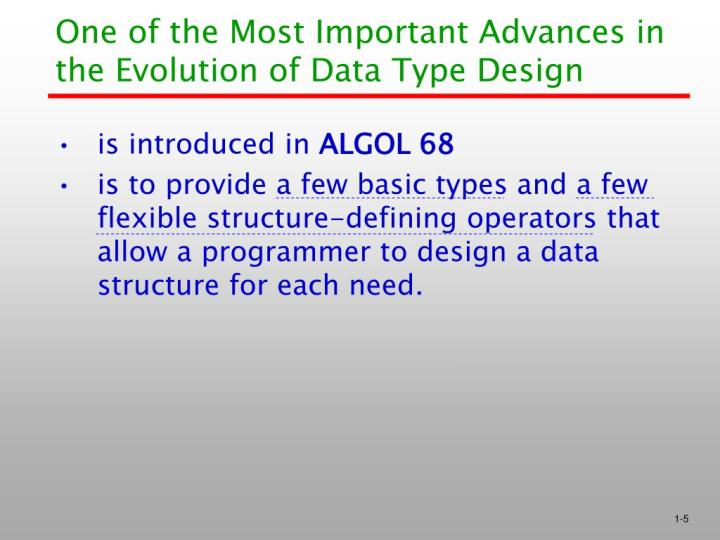 One of the Most Important Advances in
the Evolution of Data Type Design
• is introduced in ALGOL 68
• is to provide a few basic types and a few
flexible structure-defining operators that
allow a programmer to design a data
structure for each need.
1-5